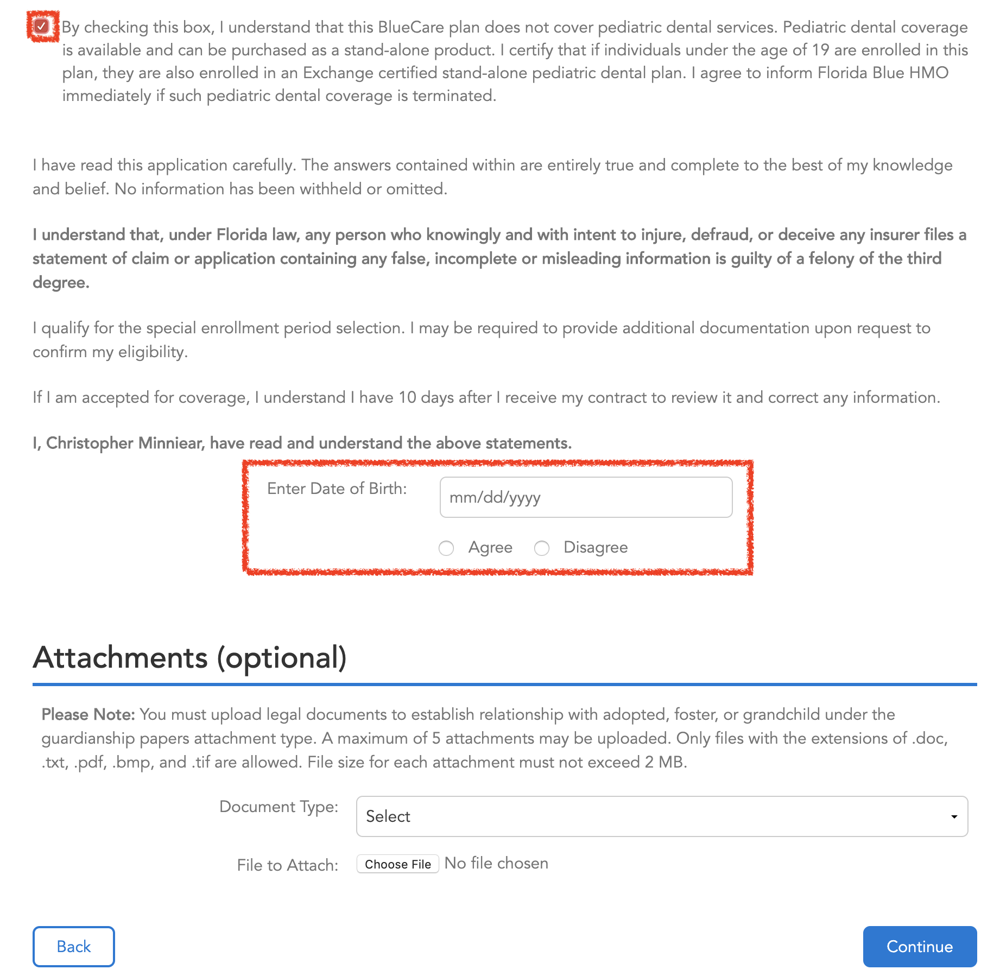 By checking this box, I understand that this BlueCare plan does not cover pediatric dental services. Pediatric dental coverage
is available and can be purchased as a stand-alone product. I certify that if individuals under the age of 19 are enrolled in this
plan, they are also enrolled in an Exchange certified stand-alone pediatric dental plan. I agree to inform Florida Blue HMO
immediately if such pediatric dental coverage is terminated.
I have read this application carefully. The answers contained within are entirely true and complete to the best of my knowledge
and belief. No information has been withheld or omitted.
I understand that, under Florida law, any person who knowingly and with intent to injure, defraud, or deceive any insurer files a
statement of claim or application containing any false, incomplete or misleading information is guilty of a felony of the third
degree.
I qualify for the special enrollment period selection. I may be required to provide additional documentation upon request to
confirm my eligibility.
If I am accepted for coverage, I understand I have 10 days after I receive my contract to review it and correct any information.
I, Christopher Minniear, have read and understand the above statements.
Enter Date of Birth: mm/dd/yyyy
Agree Disagree
Attachments (optional)
Please Note: You must upload legal documents to establish relationship with adopted, foster, or grandchild under the
guardianship papers attachment type. A maximum of 5 attachments may be uploaded. Only files with the extensions of .doc,
.txt, .pdf, .bmp, and .tif are allowed. File size for each attachment must not exceed 2 MB.
Document Type: Select
File to Attach: Choose File No file chosen
Back Continue